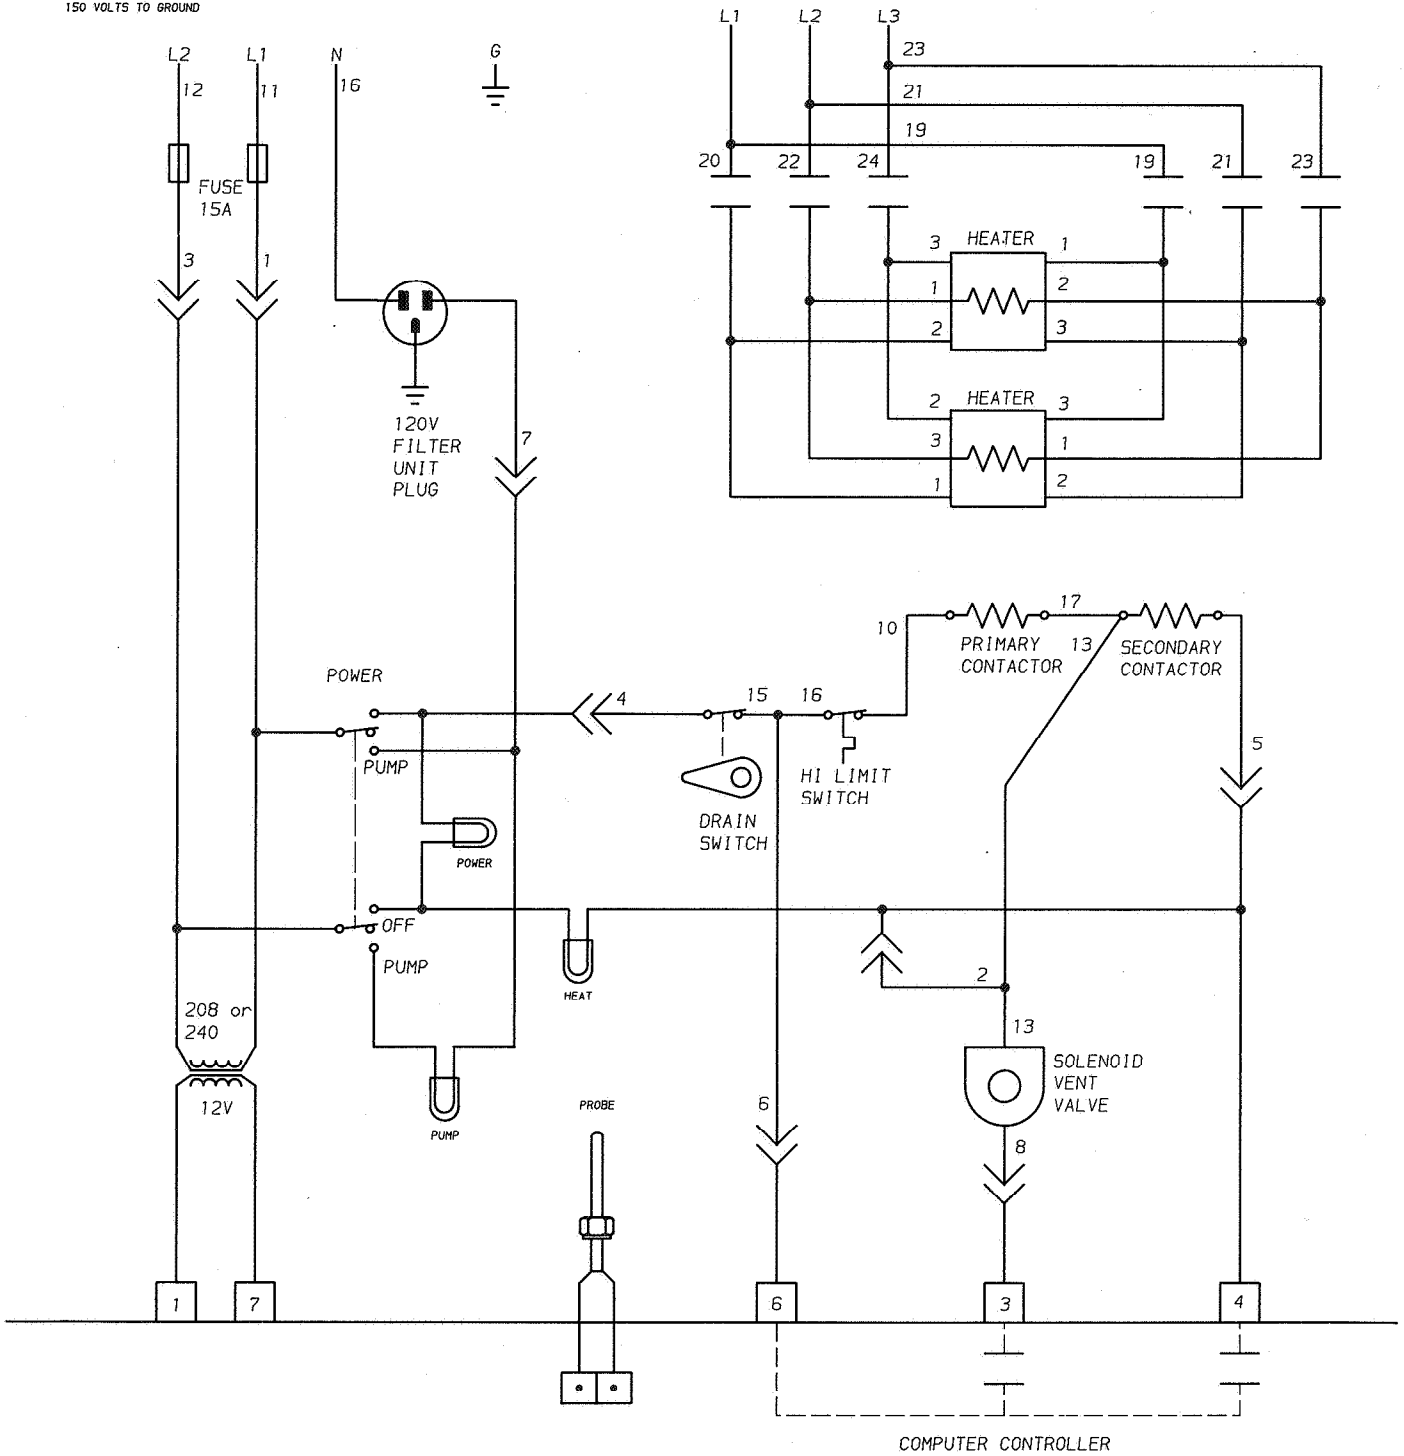 150 VOLTS TO GROUND
L1 L2 L3
23
L2 L1 N G
12 11 16
21
19
20 22 24 19 21 23
FUSE
15A
3 1
HEATER
3 1
1 2
2 3
HEATER
2 3
3 1
1 2
120V
FILTER
UNIT
PLUG
7
10
17
13
PRIMARY
CONTACTOR
SECONDARY
CONTACTOR
POWER
4
15 16
5
PUMP
HI LIMIT
SWITCH
DRAIN
SWITCH
POWER
OFF
PUMP
HEAT
2
208 or
240
13
SOLENOID
VENT
VALVE
12V
PUMP
PROBE
6
8
1 7 6 3 4
COMPUTER CONTROLLER